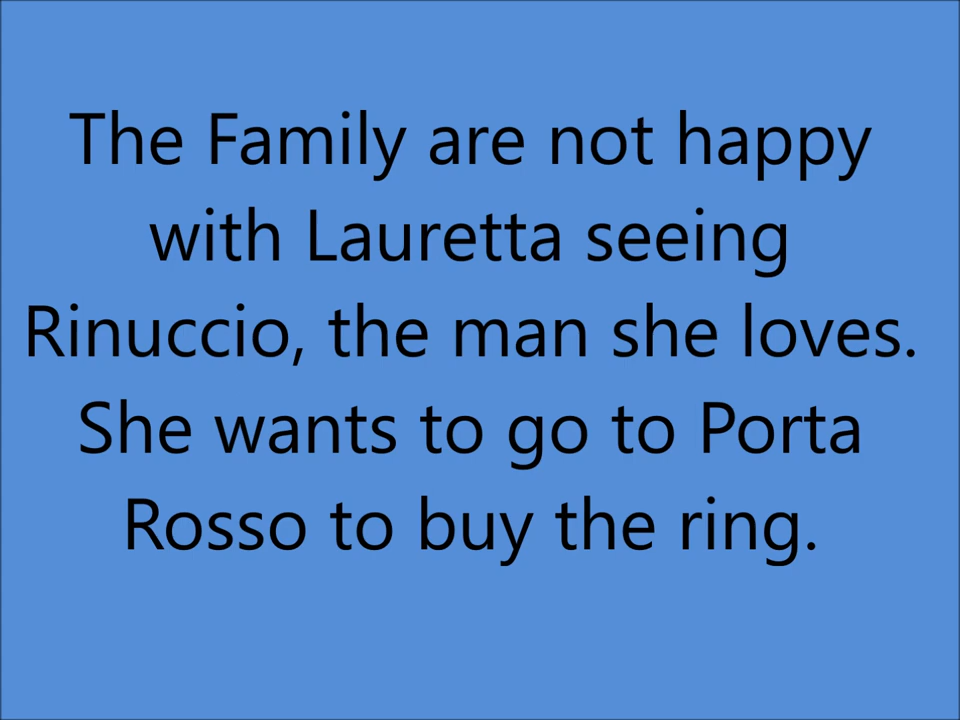 The Family are not happy
with Lauretta seeing
Rinuccio, the man she loves.
She wants to go to Porta
Rosso to buy the ring.